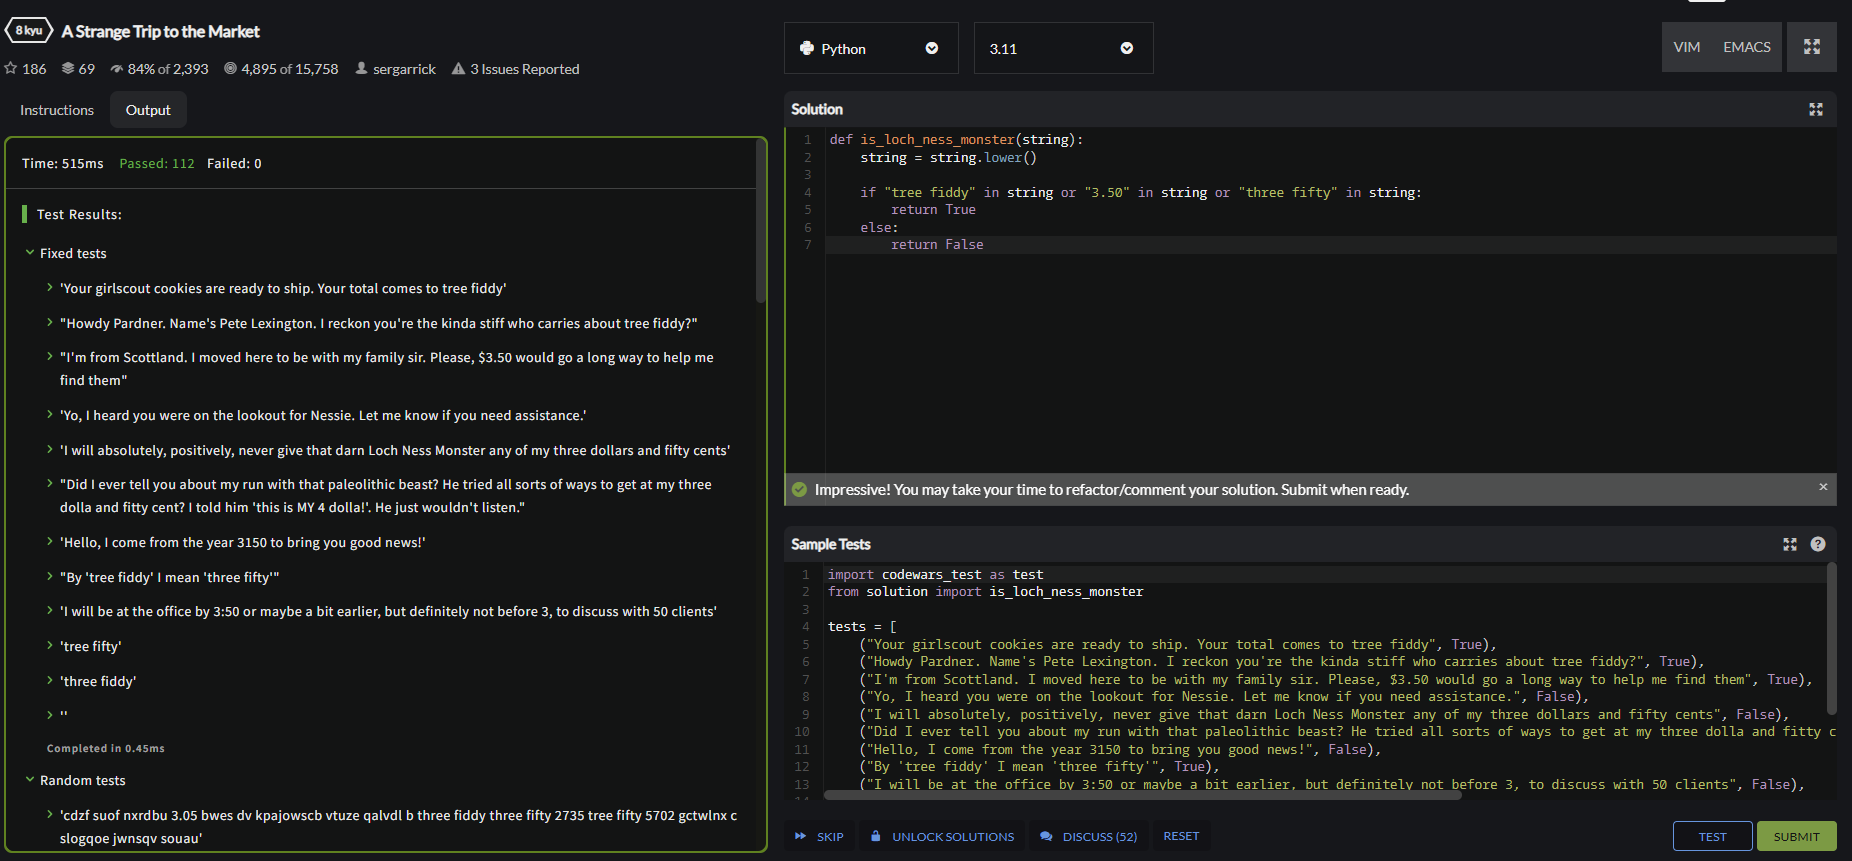 8 kyu A Strange Trip to the Market
186 69 84% of 2,393 4,895 of 15,758 sergarrick 3 Issues Reported
Instructions Output
Time: 515ms Passed: 112 Failed: 0
Test Results:
Fixed tests
'Your girlscout cookies are ready to ship. Your total comes to tree fiddy'
"Howdy Pardner. Name's Pete Lexington. I reckon you're the kinda stiff who carries about tree fiddy?"
"I'm from Scottland. I moved here to be with my family sir. Please, $3.50 would go a long way to help me
find them"
'Yo, I heard you were on the lookout for Nessie. Let me know if you need assistance.'
'I will absolutely, positively, never give that darn Loch Ness Monster any of my three dollars and fifty cents'
"Did I ever tell you about my run with that paleolithic beast? He tried all sorts of ways to get at my three
dolla and fitty cent? I told him 'this is MY 4 dolla!'. He just wouldn't listen."
'Hello, I come from the year 3150 to bring you good news!'
"By 'tree fiddy' I mean 'three fifty'"
'I will be at the office by 3:50 or maybe a bit earlier, but definitely not before 3, to discuss with 50 clients'
'tree fifty'
'three fiddy'
''
Completed in 0.45ms
Random tests
'cdzf suof nxrdbu 3.05 bwes dv kpajowscb vtuze qalvdl b three fiddy three fifty 2735 tree fifty 5702 gctwlnx c
slogqoe jwnsqv souau'
Python 3.11 VIM EMACS
Solution
1 def is_loch_ness_monster(string):
2 string = string.lower()
3
4 if "tree fiddy" in string or "3.50" in string or "three fifty" in string:
5 return True
6 else:
7 return False
Impressive! You may take your time to refactor/comment your solution. Submit when ready. ×
Sample Tests ?
1 import codewars_test as test
2 from solution import is_loch_ness_monster
3
4 tests = [
5 ("Your girlscout cookies are ready to ship. Your total comes to tree fiddy", True),
6 ("Howdy Pardner. Name's Pete Lexington. I reckon you're the kinda stiff who carries about tree fiddy?", True),
7 ("I'm from Scottland. I moved here to be with my family sir. Please, $3.50 would go a long way to help me find them", True),
8 ("Yo, I heard you were on the lookout for Nessie. Let me know if you need assistance.", False),
9 ("I will absolutely, positively, never give that darn Loch Ness Monster any of my three dollars and fifty cents", False),
10 ("Did I ever tell you about my run with that paleolithic beast? He tried all sorts of ways to get at my three dolla and fitty c
11 ("Hello, I come from the year 3150 to bring you good news!", False),
12 ("By 'tree fiddy' I mean 'three fifty'", True),
13 ("I will be at the office by 3:50 or maybe a bit earlier, but definitely not before 3, to discuss with 50 clients", False),
14
SKIP UNLOCK SOLUTIONS DISCUSS (52) RESET TEST SUBMIT